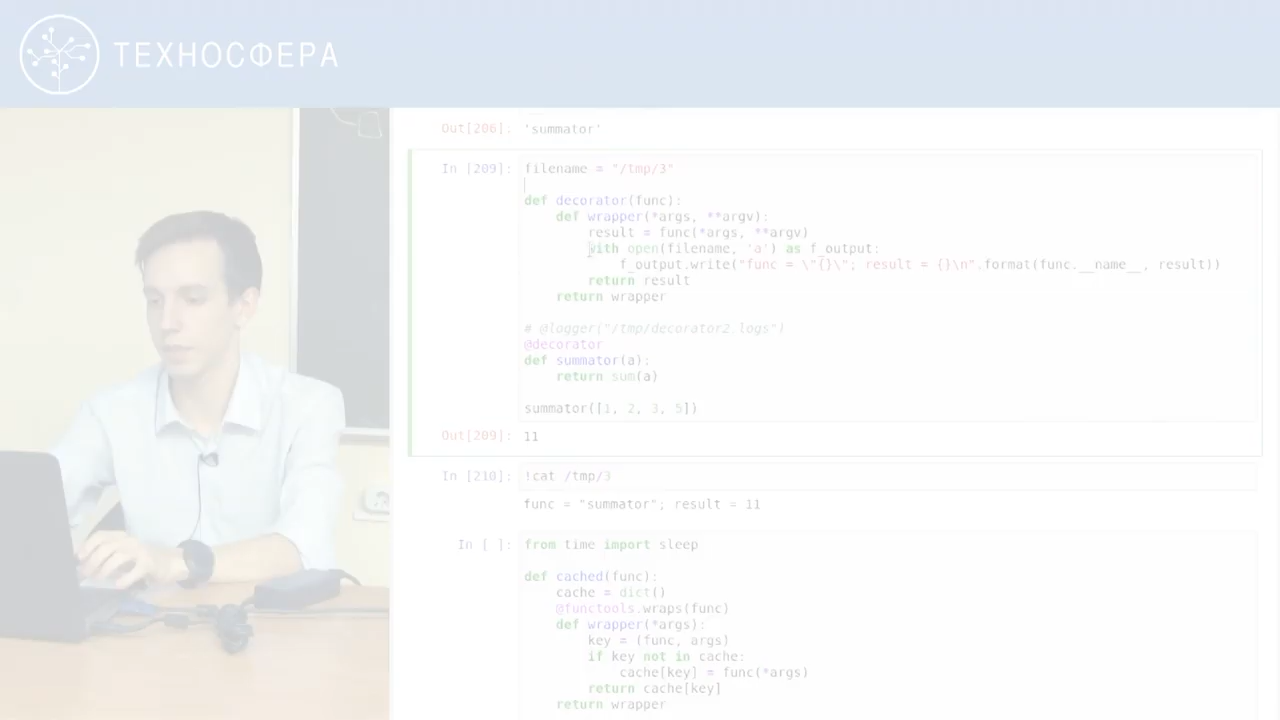 ТЕХНОСФЕРА
Out[206]: 'summator'
In [209]: filename = "/tmp/3"
def decorator(func):
    def wrapper(*args, **argv):
        result = func(*args, **argv)
        with open(filename, 'a') as f_output:
            f_output.write("func = \"{}\"; result = {}\n".format(func.__name__, result))
        return result
    return wrapper
# @logger("/tmp/decorator2.logs")
@decorator
def summator(a):
    return sum(a)
summator([1, 2, 3, 5])
Out[209]: 11
In [210]: !cat /tmp/3
func = "summator"; result = 11
In [ ]: from time import sleep
def cached(func):
    cache = dict()
    @functools.wraps(func)
    def wrapper(*args):
        key = (func, args)
        if key not in cache:
            cache[key] = func(*args)
        return cache[key]
    return wrapper